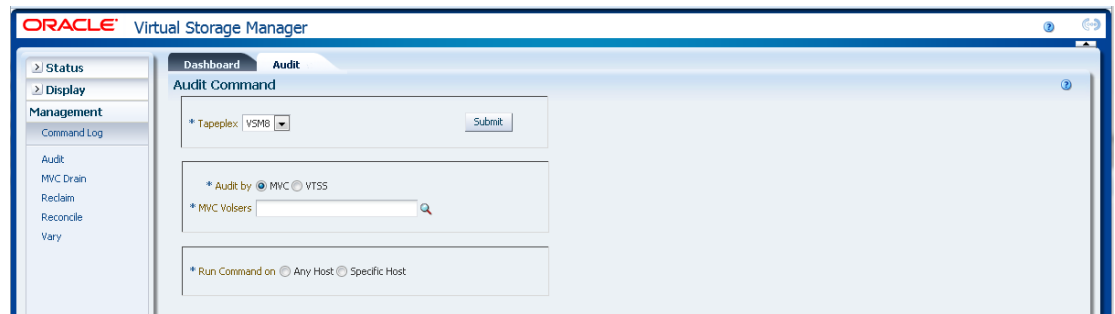 ORACLE Virtual Storage Manager
Status
Display
Management
Command Log
Audit
MVC Drain
Reclaim
Reconcile
Vary
Dashboard Audit
Audit Command
* Tapeplex VSM8 Submit
* Audit by MVC VTSS
* MVC Volsers
* Run Command on Any Host Specific Host